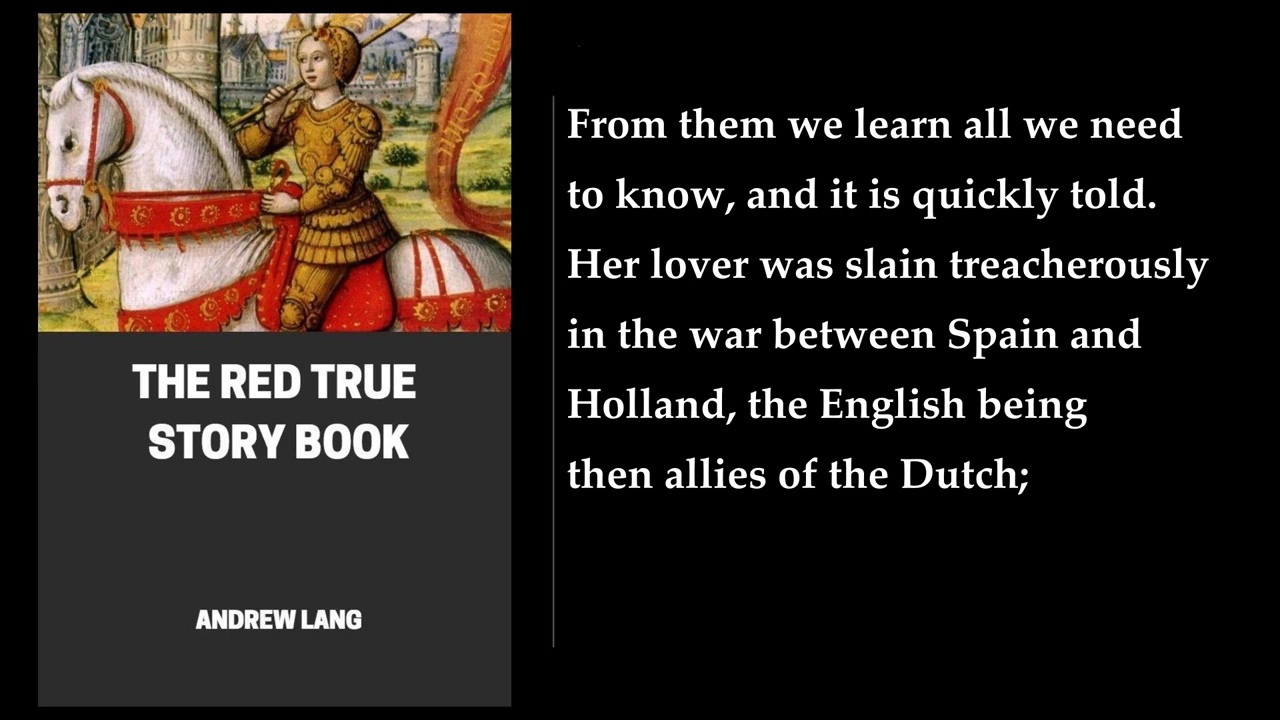 THE RED TRUE
STORY BOOK
ANDREW LANG
From them we learn all we need
to know, and it is quickly told.
Her lover was slain treacherously
in the war between Spain and
Holland, the English being
then allies of the Dutch;